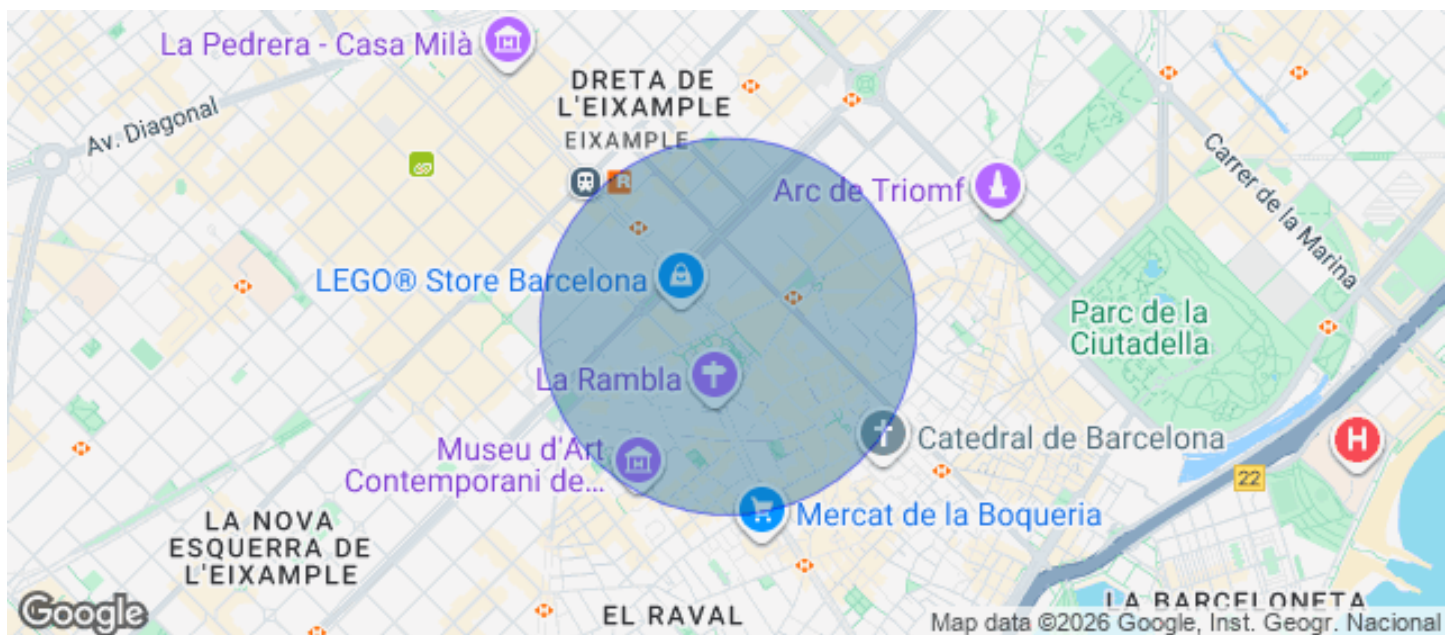 La Pedrera - Casa Milà
DRETA DE
L'EIXAMPLE
EIXAMPLE
Av. Diagonal
R
Arc de Triomf
Carrer de la Marina
LEGO® Store Barcelona
Parc de la
Ciutadella
La Rambla
Museu d'Art
Contemporani de...
Catedral de Barcelona
H
22
Mercat de la Boqueria
LA NOVA
ESQUERRA DE
L'EIXAMPLE
EL RAVAL
LA BARCELONETA
Google
Map data ©2026 Google, Inst. Geogr. Nacional